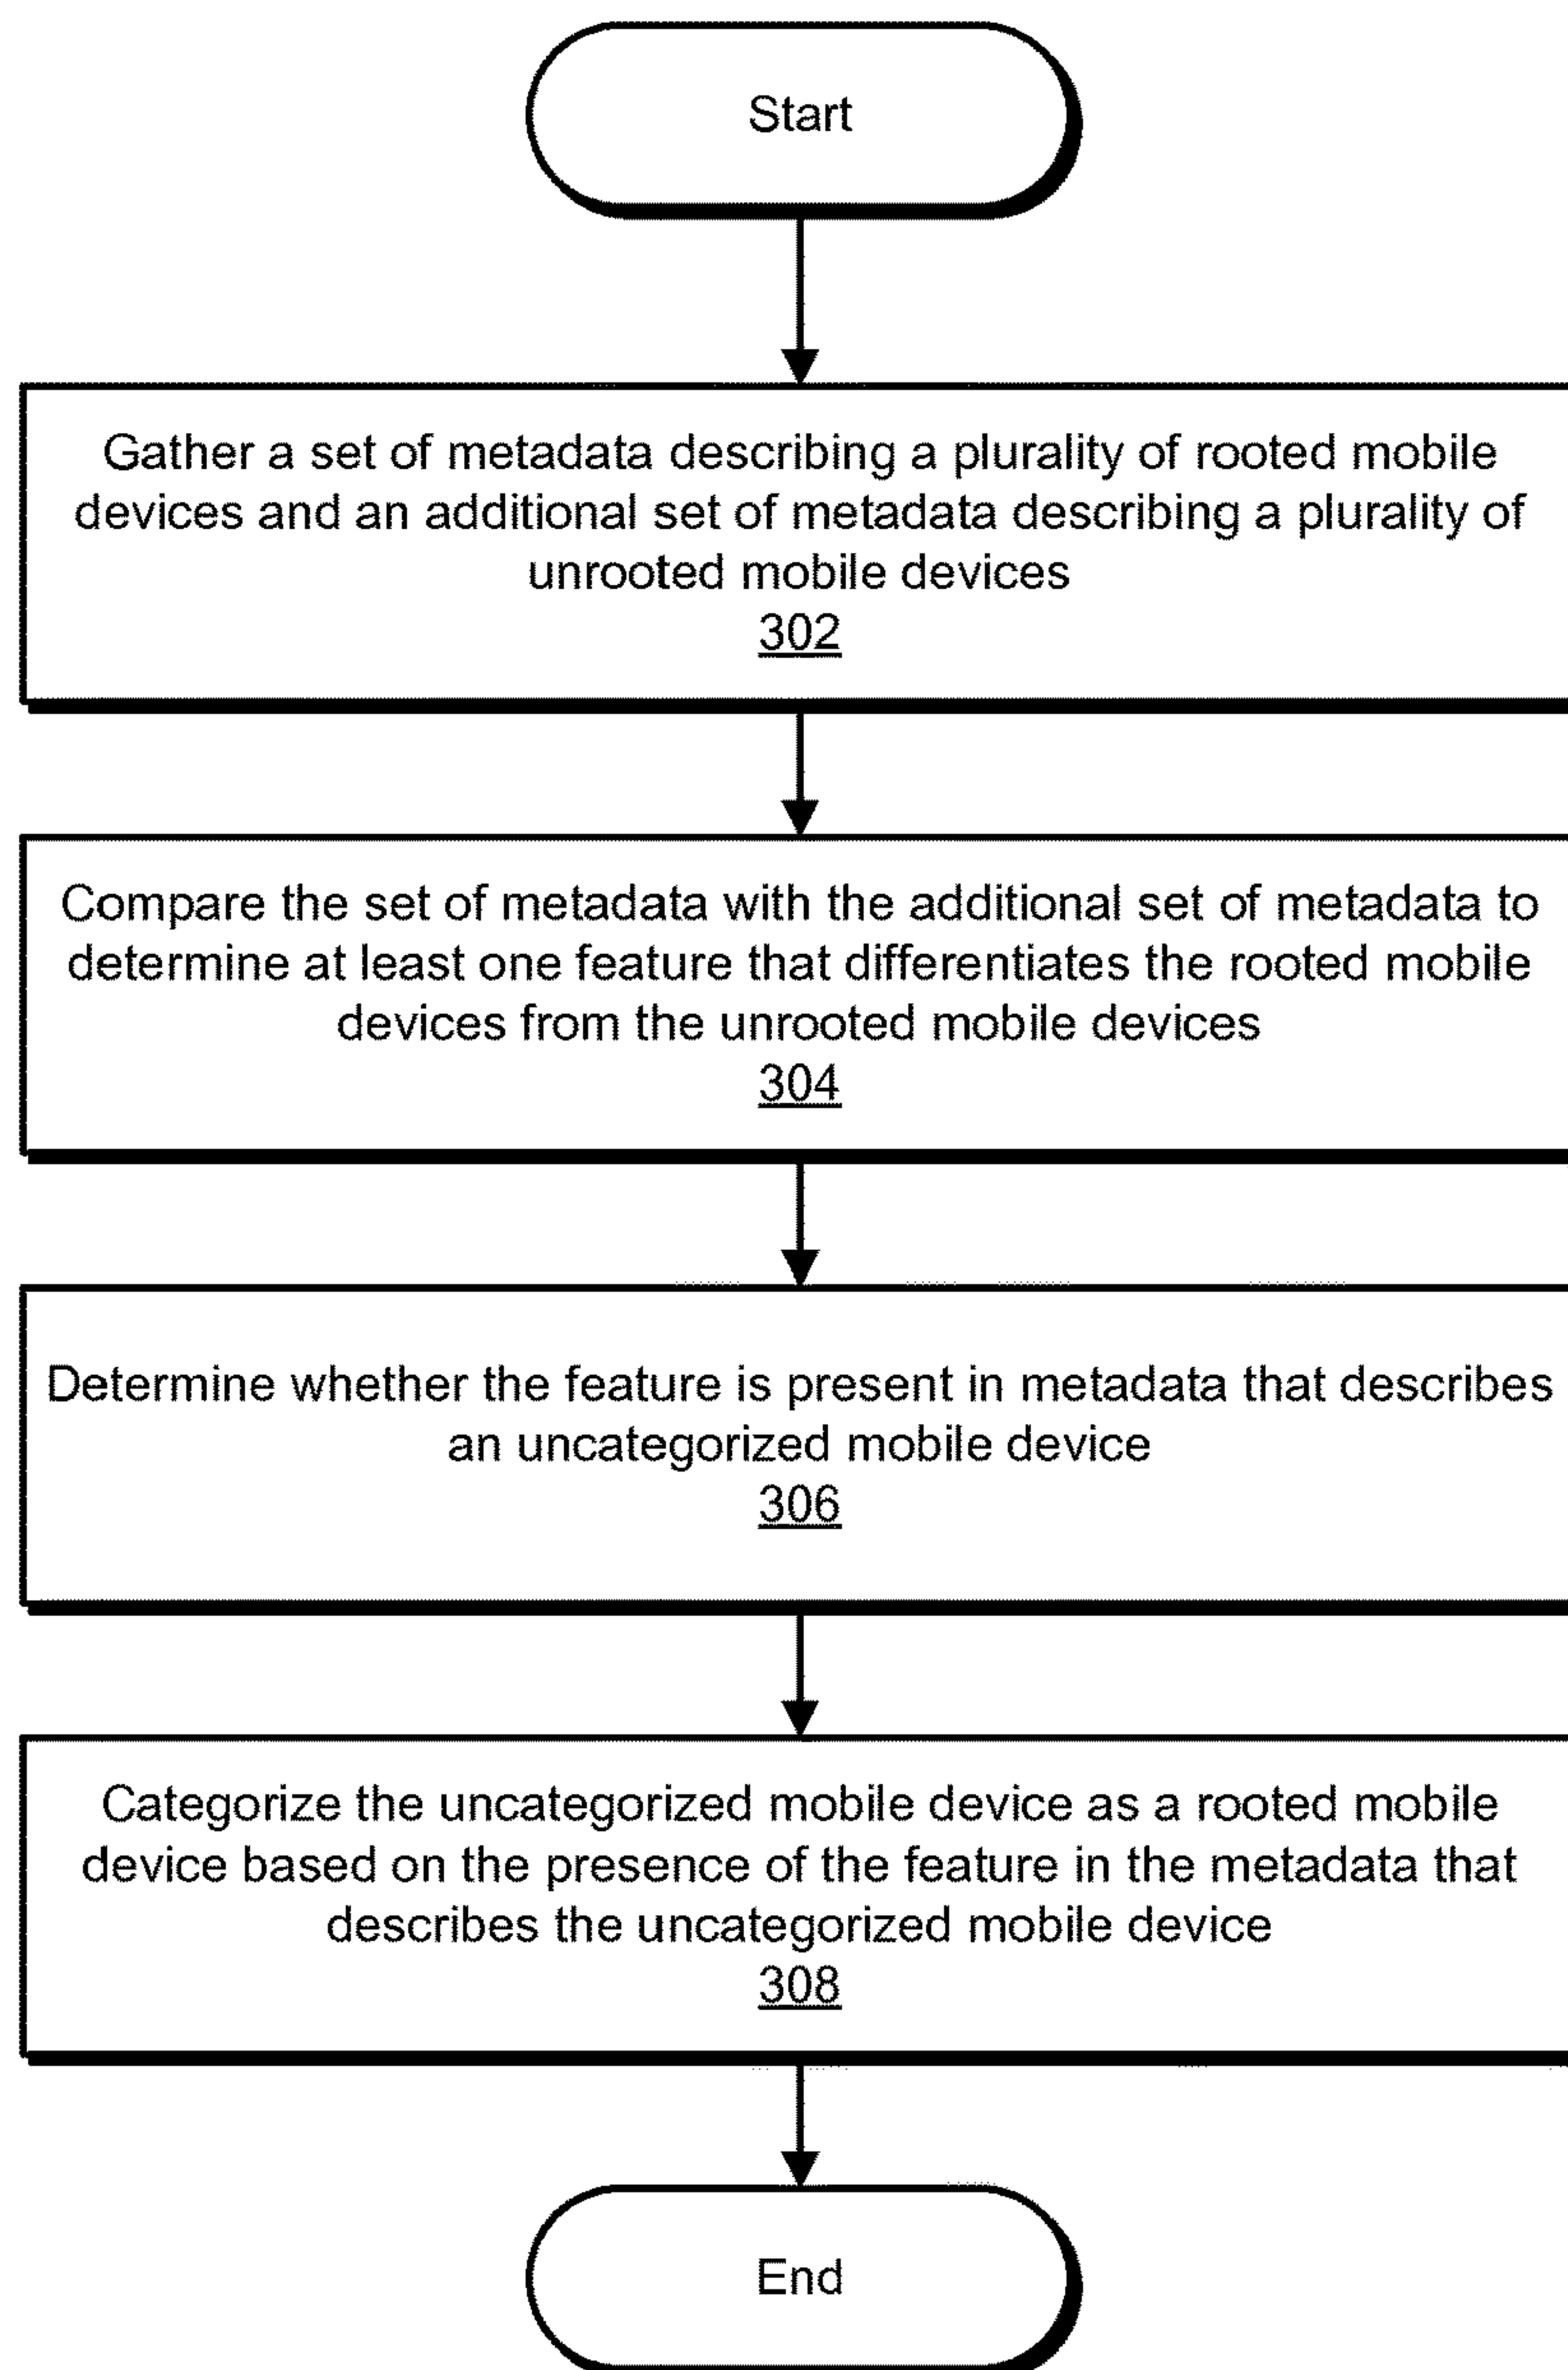 Start
Gather a set of metadata describing a plurality of rooted mobile
devices and an additional set of metadata describing a plurality of
unrooted mobile devices
302
Compare the set of metadata with the additional set of metadata to
determine at least one feature that differentiates the rooted mobile
devices from the unrooted mobile devices
304
Determine whether the feature is present in metadata that describes
an uncategorized mobile device
306
Categorize the uncategorized mobile device as a rooted mobile
device based on the presence of the feature in the metadata that
describes the uncategorized mobile device
308
End